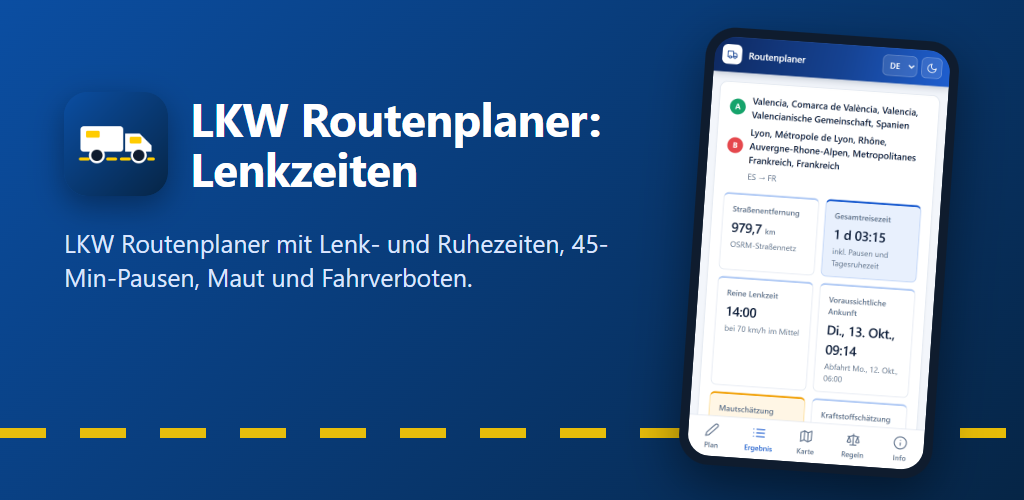 LKW Routenplaner:
Lenkzeiten
LKW Routenplaner mit Lenk- und Ruhezeiten, 45-
Min-Pausen, Maut und Fahrverboten.
Routenplaner
DE
A
Valencia, Comarca de València, Valencia,
Valencianische Gemeinschaft, Spanien
B
Lyon, Métropole de Lyon, Rhône,
Auvergne-Rhone-Alpen, Metropolitanes
Frankreich, Frankreich
ES → FR
Straßenentfernung
979,7 km
OSRM-Straßennetz
Gesamtreisezeit
1 d 03:15
inkl. Pausen und
Tagesruhezeit
Reine Lenkzeit
14:00
bei 70 km/h im Mittel
Voraussichtliche
Ankunft
Di., 13. Okt.,
09:14
Abfahrt Mo., 12. Okt.,
06:00
Mautschätzung
Kraftstoffschätzung
Plan
Ergebnis
Karte
Regeln
Info